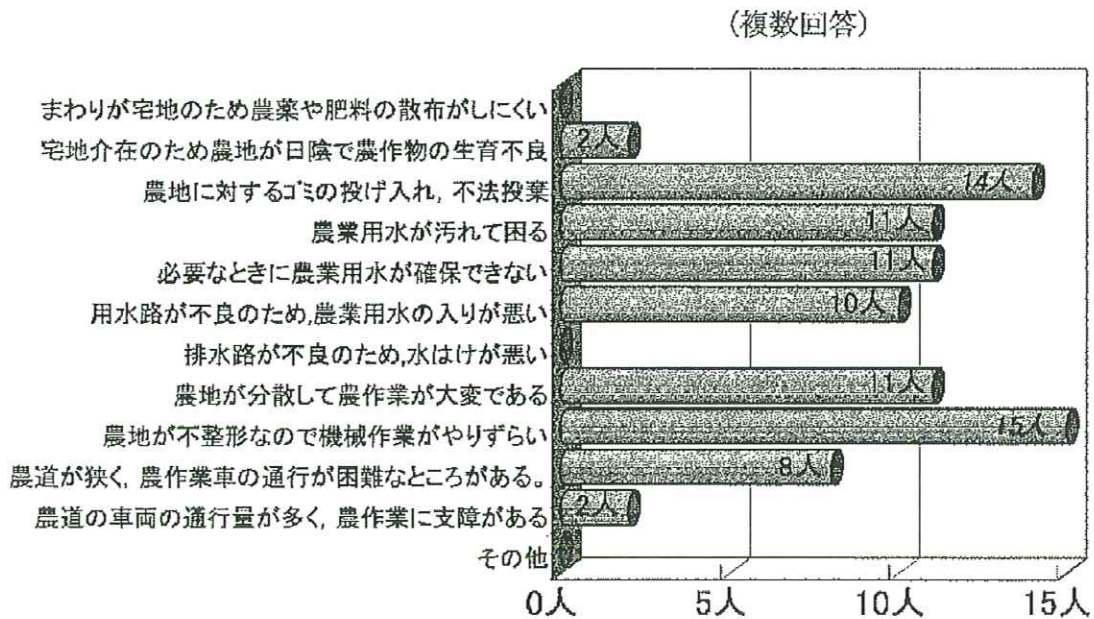 (複数回答)
まわりが宅地のため農薬や肥料の散布がしにくい
宅地介在のため農地が日陰で農作物の生育不良
2人
農地に対するゴミの投げ入れ, 不法投棄
14人
農業用水が汚れて困る
11人
必要なときに農業用水が確保できない
11人
用水路が不良のため,農業用水の入りが悪い
10人
排水路が不良のため,水はけが悪い
農地が分散して農作業が大変である
11人
農地が不整形なので機械作業がやりずらい
15人
農道が狭く, 農作業車の通行が困難なところがある。
8人
農道の車両の通行量が多く, 農作業に支障がある
2人
その他
0人 5人 10人 15人